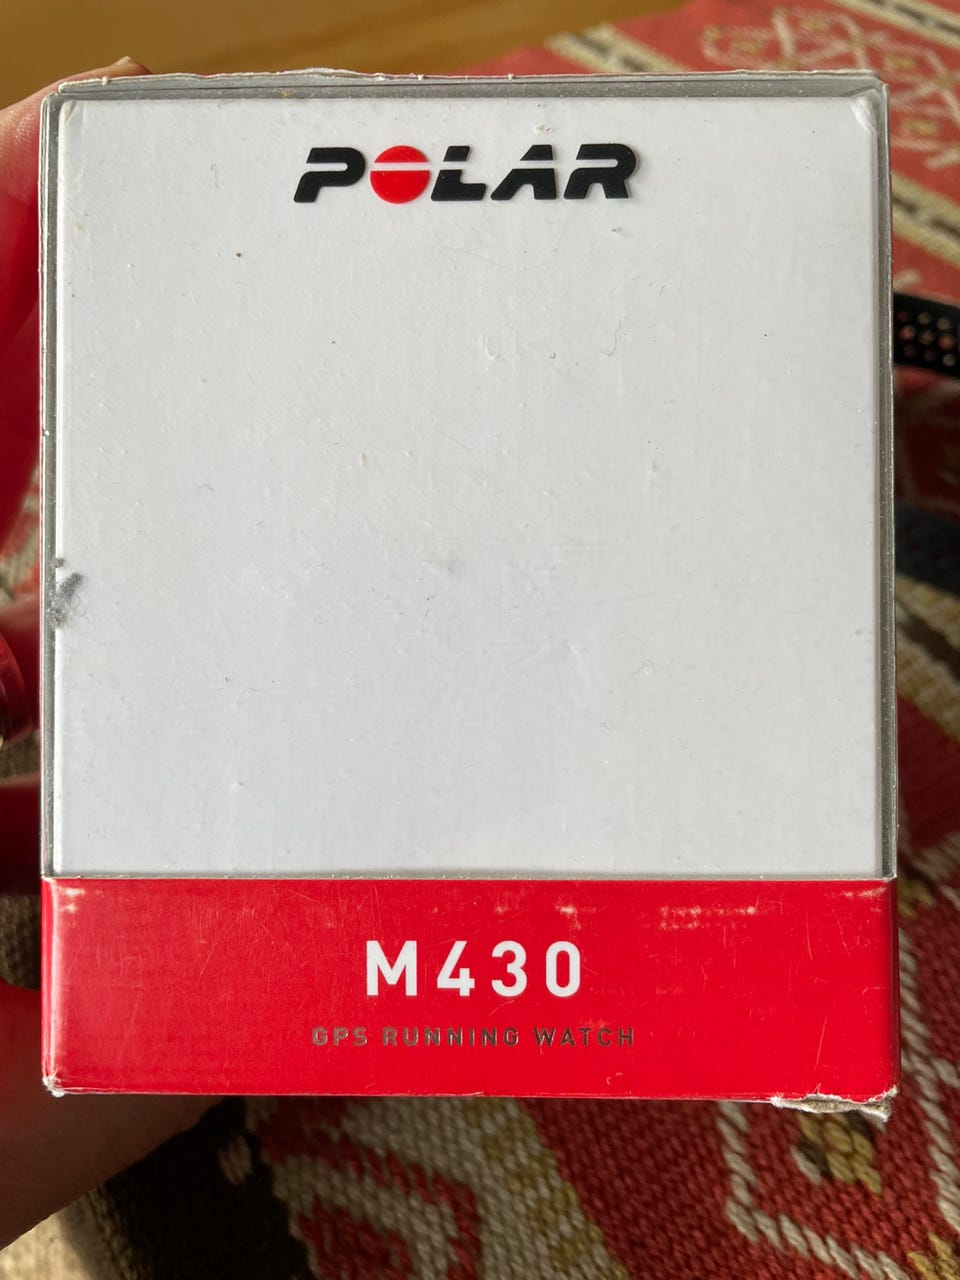 POLAR
M430
GPS RUNNING WATCH